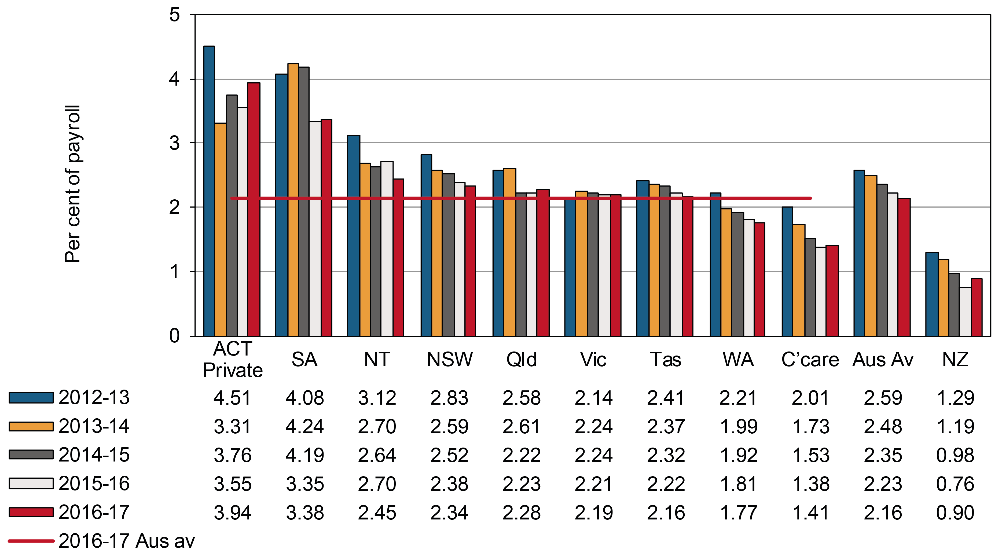 5
4
3
2
1
0
Per cent of payroll
ACT Private SA NT NSW Qld Vic Tas WA C'care Aus Av NZ
2012-13 4.51 4.08 3.12 2.83 2.58 2.14 2.41 2.21 2.01 2.59 1.29
2013-14 3.31 4.24 2.70 2.59 2.61 2.24 2.37 1.99 1.73 2.48 1.19
2014-15 3.76 4.19 2.64 2.52 2.22 2.24 2.32 1.92 1.53 2.35 0.98
2015-16 3.55 3.35 2.70 2.38 2.23 2.21 2.22 1.81 1.38 2.23 0.76
2016-17 3.94 3.38 2.45 2.34 2.28 2.19 2.16 1.77 1.41 2.16 0.90
2016-17 Aus av